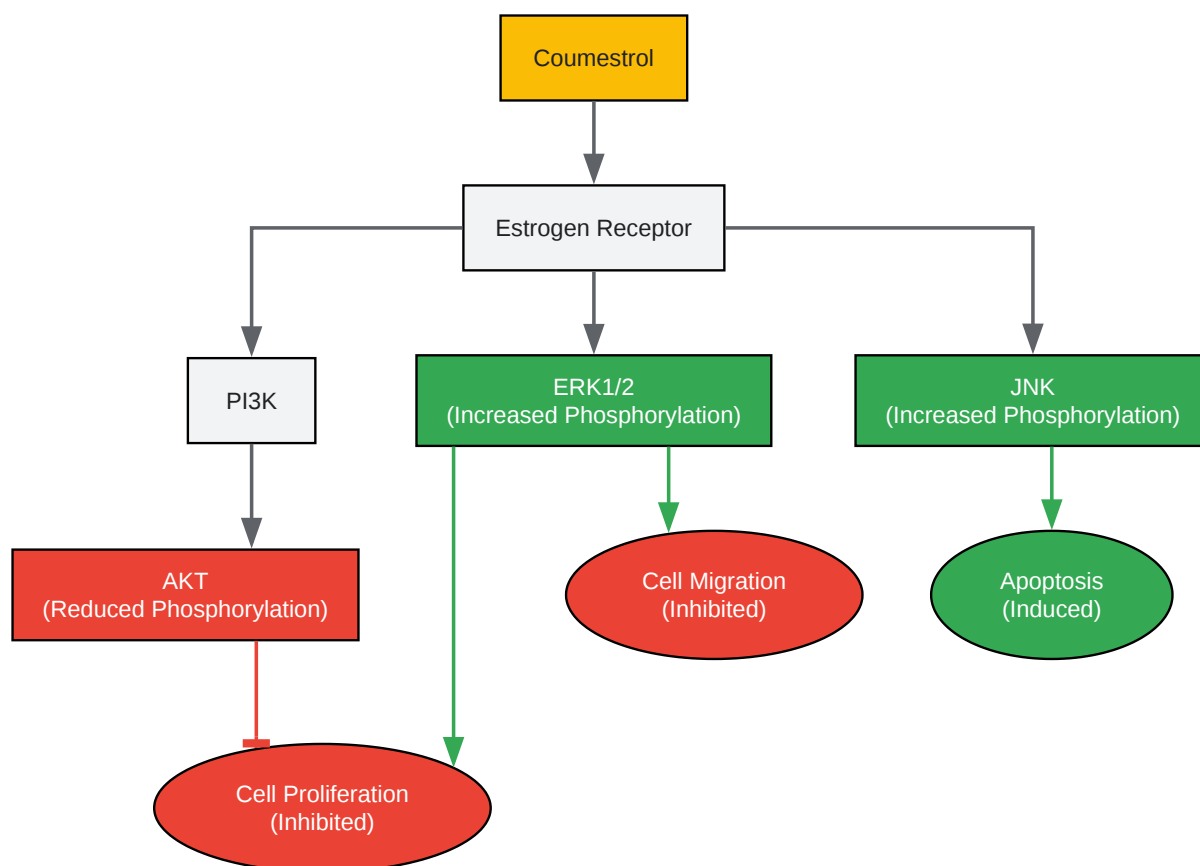 Coumestrol
Estrogen Receptor
PI3K
ERK1/2
(Increased Phosphorylation)
JNK
(Increased Phosphorylation)
AKT
(Reduced Phosphorylation)
Cell Migration
(Inhibited)
Apoptosis
(Induced)
Cell Proliferation
(Inhibited)